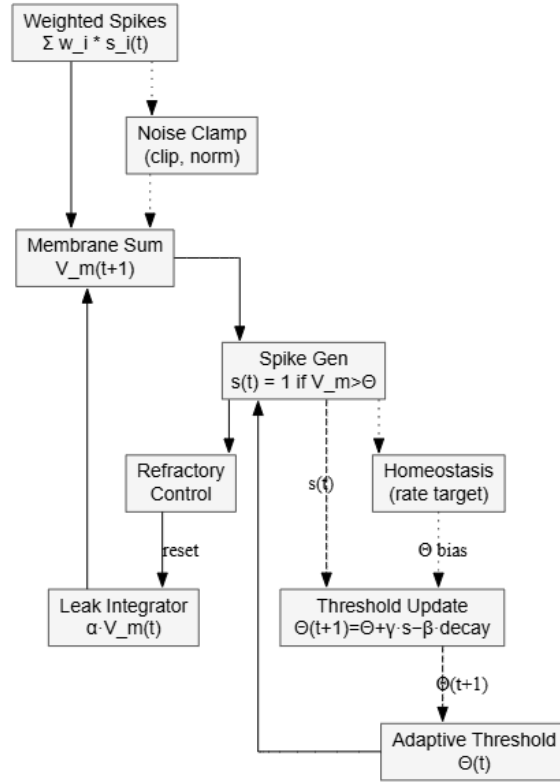 Weighted Spikes
Σ w_i * s_i(t)
Noise Clamp
(clip, norm)
Membrane Sum
V_m(t+1)
Spike Gen
s(t) = 1 if V_m>Θ
Refractory
Control
s(t)
Homeostasis
(rate target)
reset
Θ bias
Leak Integrator
α·V_m(t)
Threshold Update
Θ(t+1)=Θ+γ·s−β·decay
Θ(t+1)
Adaptive Threshold
Θ(t)